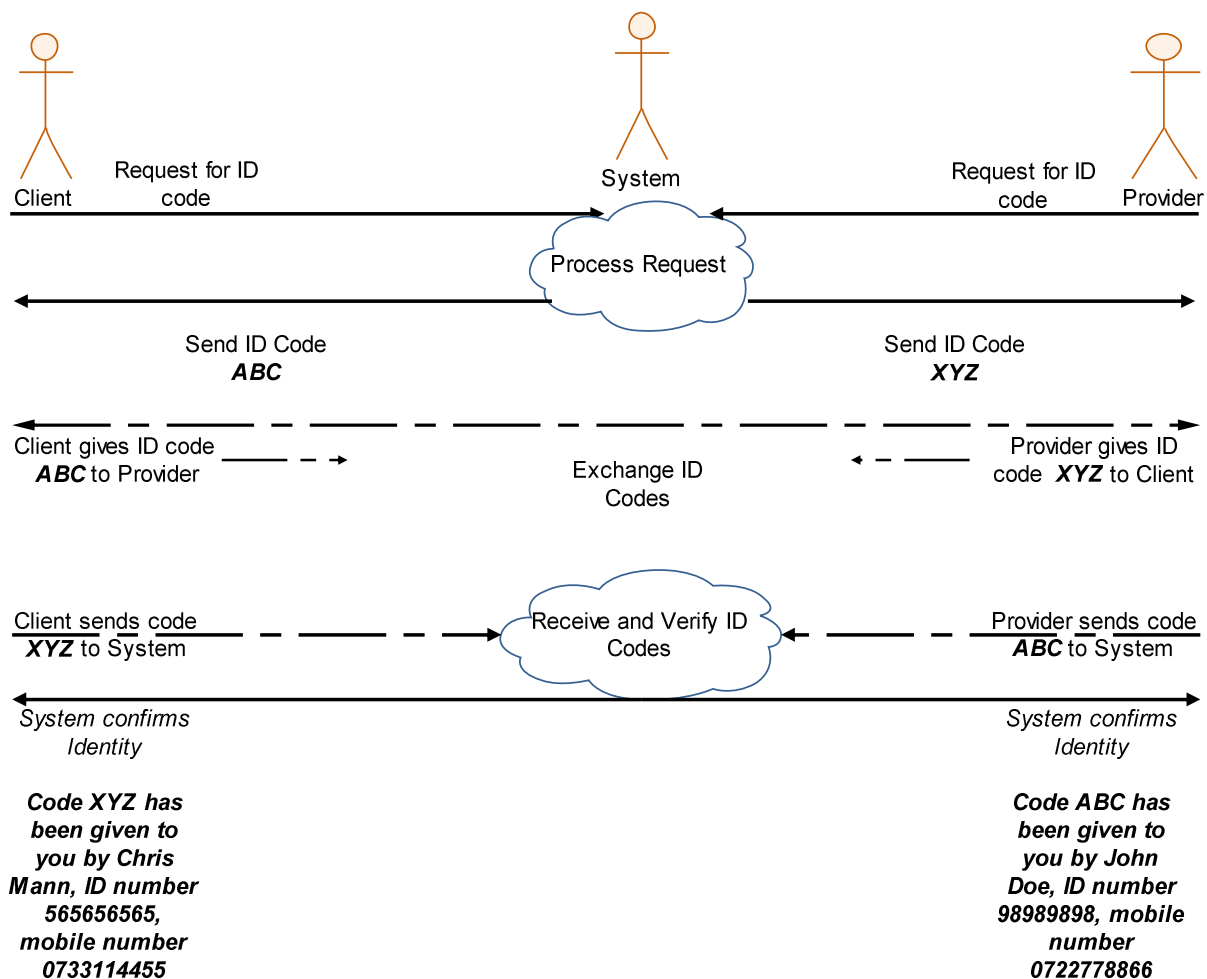 Request for ID
code
Client
System
Request for ID
code
Provider
Process Request
Send ID Code
ABC
Send ID Code
XYZ
Client gives ID code
ABC to Provider
Exchange ID
Codes
Provider gives ID
code XYZ to Client
Client sends code
XYZ to System
Receive and Verify ID
Codes
Provider sends code
ABC to System
System confirms
Identity
System confirms
Identity
Code XYZ has
been given to
you by Chris
Mann, ID number
565656565,
mobile number
0733114455
Code ABC has
been given to
you by John
Doe, ID number
98989898, mobile
number
0722778866